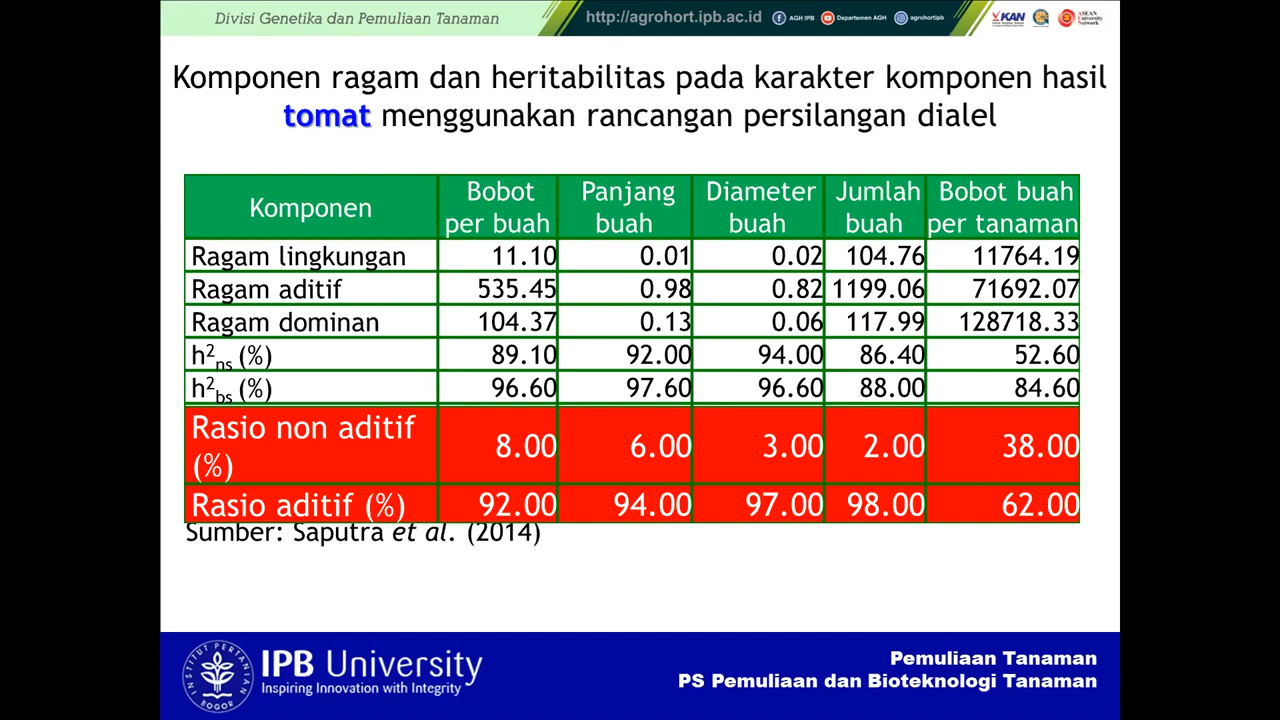 Divisi Genetika dan Pemuliaan Tanaman
http://agrohort.ipb.ac.id
AGH IPB
Departemen AGH
agrohortipb
KAN
ASEAN
University
Network
Komponen ragam dan heritabilitas pada karakter komponen hasil
tomat menggunakan rancangan persilangan dialel
Komponen Bobot per buah Panjang buah Diameter buah Jumlah buah Bobot buah per tanaman
Ragam lingkungan 11.10 0.01 0.02 104.76 11764.19
Ragam aditif 535.45 0.98 0.82 1199.06 71692.07
Ragam dominan 104.37 0.13 0.06 117.99 128718.33
h²ns (%) 89.10 92.00 94.00 86.40 52.60
h²bs (%) 96.60 97.60 96.60 88.00 84.60
Rasio non aditif (%) 8.00 6.00 3.00 2.00 38.00
Rasio aditif (%) 92.00 94.00 97.00 98.00 62.00
Sumber: Saputra et al. (2014)
INSTITUT PERTANIAN
BOGOR
IPB University
Inspiring Innovation with Integrity
Pemuliaan Tanaman
PS Pemuliaan dan Bioteknologi Tanaman